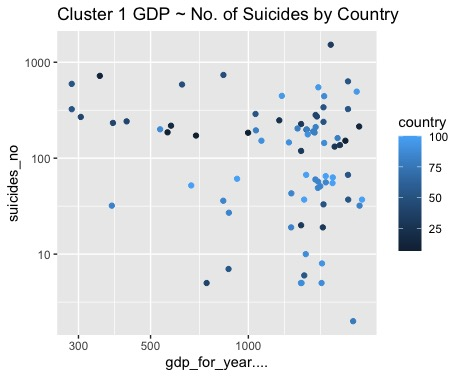 Cluster 1 GDP ~ No. of Suicides by Country
1000
100
10
suicides_no
300
500
1000
gdp_for_year....
country
100
75
50
25